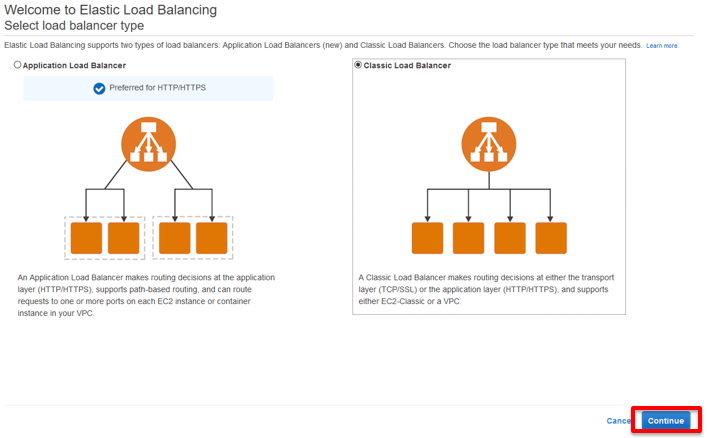 Welcome to Elastic Load Balancing
Select load balancer type
Elastic Load Balancing supports two types of load balancers: Application Load Balancers (new) and Classic Load Balancers. Choose the load balancer type that meets your needs. Learn more.
Application Load Balancer
Preferred for HTTP/HTTPS
An Application Load Balancer makes routing decisions at the application
layer (HTTP/HTTPS), supports path-based routing, and can route
requests to one or more ports on each EC2 instance or container
instance in your VPC.
Classic Load Balancer
A Classic Load Balancer makes routing decisions at either the transport
layer (TCP/SSL) or the application layer (HTTP/HTTPS), and supports
either EC2-Classic or a VPC.
Cancel Continue